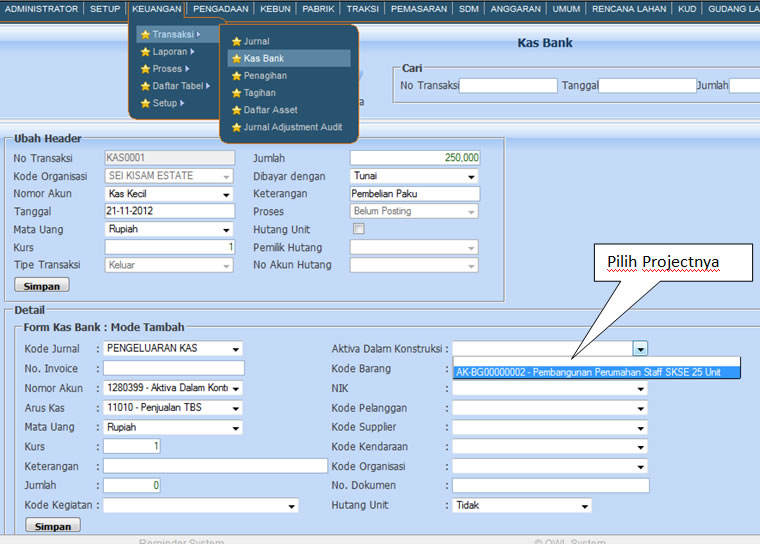 ADMINISTRATOR SETUP KEUANGAN PENGADAAN KEBUN PABRIK TRAKSI PEMASARAN SDM ANGGARAN UMUM RENCANA LAHAN KUD GUDANG LA
Transaksi
Laporan
Proses
Daftar Tabel
Setup
Jurnal
Kas Bank
Penagihan
Tagihan
Daftar Asset
Jurnal Adjustment Audit
Kas Bank
Cari
No Transaksi Tanggal Jumlah
a
Ubah Header
No Transaksi KAS0001 Jumlah 250,000
Kode Organisasi SEI KISAM ESTATE Dibayar dengan Tunai
Nomor Akun Kas Kecil Keterangan Pembelian Paku
Tanggal 21-11-2012 Proses Belum Posting
Mata Uang Rupiah Hutang Unit
Kurs 1 Pemilik Hutang
Tipe Transaksi Keluar No Akun Hutang
Simpan
Pilih Projectnya
Detail
Form Kas Bank : Mode Tambah
Kode Jurnal : PENGELUARAN KAS Aktiva Dalam Konstruksi :
No. Invoice : Kode Barang :
AK-BG00000002 - Pembangunan Perumahan Staff SKSE 25 Unit
Nomor Akun : 1280399 - Aktiva Dalam Konti NIK :
Arus Kas : 11010 - Penjualan TBS Kode Pelanggan :
Mata Uang : Rupiah Kode Supplier :
Kurs : 1 Kode Kendaraan :
Keterangan : Kode Organisasi :
Jumlah : 0 No. Dokumen :
Kode Kegiatan : Hutang Unit : Tidak
Simpan
Reminder System © OWL System